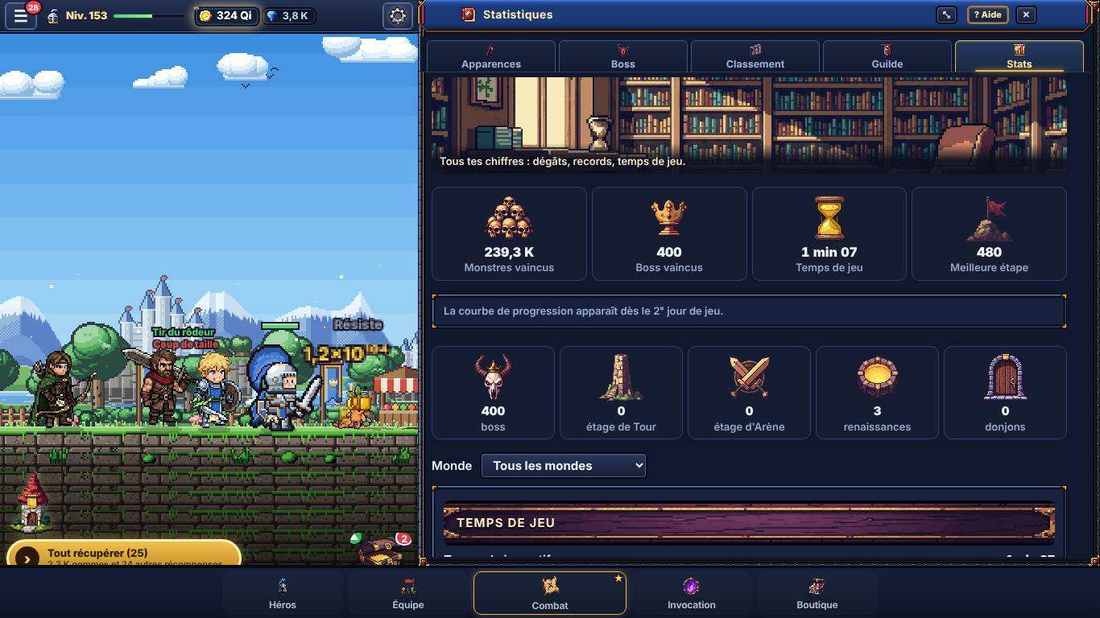 28
Niv. 153
324 Qi
3,8 K
Statistiques
? Aide
Apparences
Boss
Classement
Guilde
Stats
Tous tes chiffres : dégâts, records, temps de jeu.
239,3 K
Monstres vaincus
400
Boss vaincus
1 min 07
Temps de jeu
480
Meilleure étape
La courbe de progression apparaît dès le 2ᵉ jour de jeu.
Tir du rôdeur
Coup de taille
Résiste
400
boss
0
étage de Tour
0
étage d'Arène
3
renaissances
0
donjons
Monde
Tous les mondes
TEMPS DE JEU
2
Tout récupérer (25)
Héros
Équipe
Combat
Invocation
Boutique